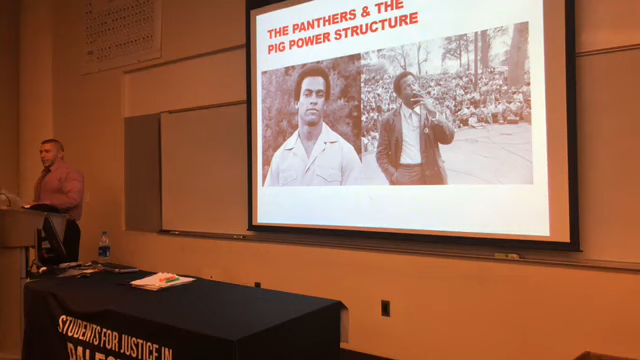 THE PANTHERS & THE
PIG POWER STRUCTURE
STUDENTS FOR JUSTICE IN